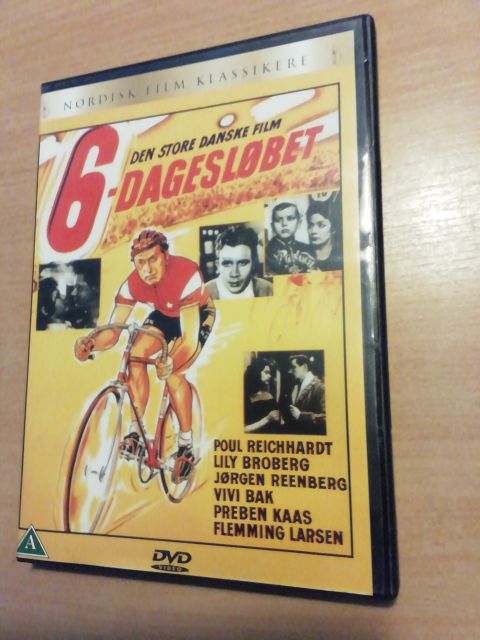 NORDISK FILM KLASSIKERE
DEN STORE DANSKE FILM
6-DAGESLØBET
POUL REICHHARDT
LILY BROBERG
JØRGEN REENBERG
VIVI BAK
PREBEN KAAS
FLEMMING LARSEN
A
DVD
VIDEO